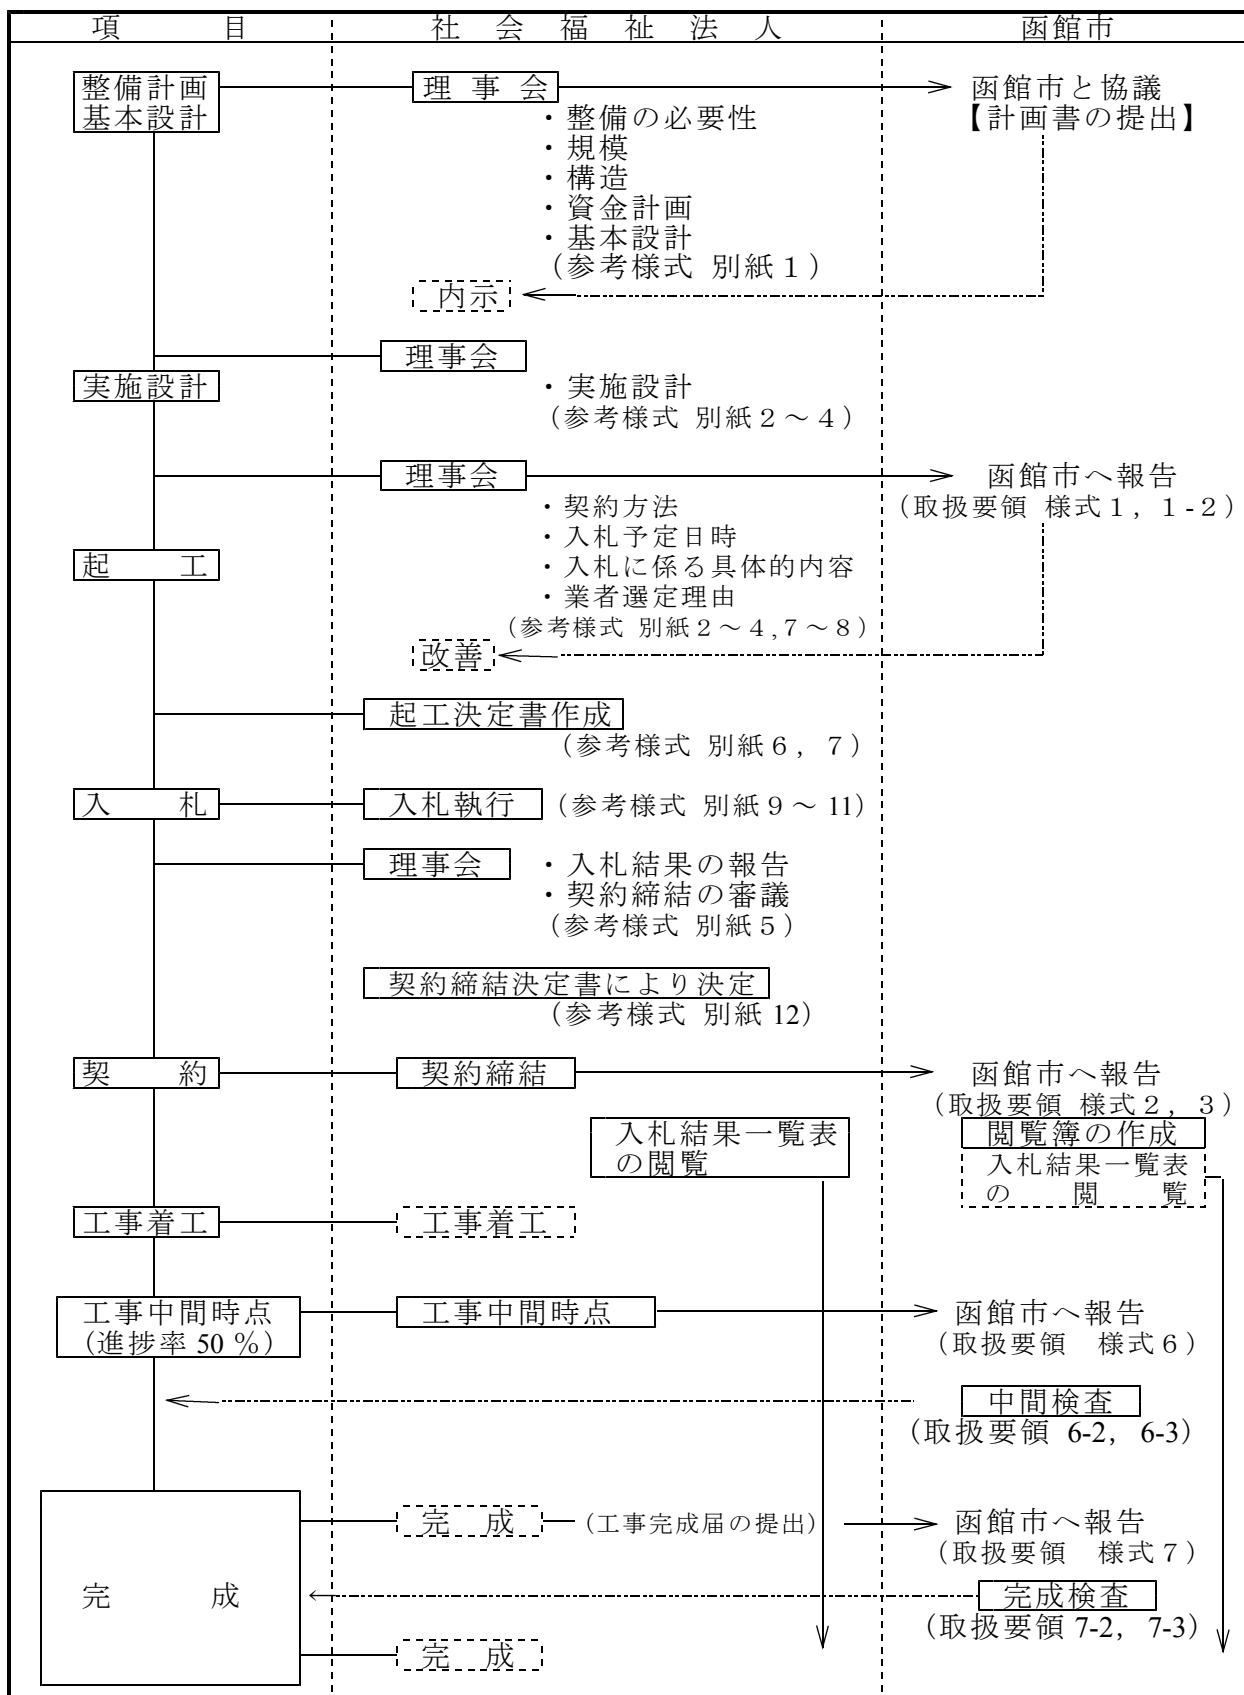 項　目　社会福祉法人　函館市
整備計画　理事会　函館市と協議
基本設計　・整備の必要性　【計画書の提出】
・規模
・構造
・資金計画
・基本設計
（参考様式 別紙１）
内示
理事会
実施設計　・実施設計
（参考様式 別紙２～４）
理事会　函館市へ報告
・契約方法　（取扱要領 様式１，１-２）
・入札予定日時
起　工　・入札に係る具体的内容
・業者選定理由
（参考様式 別紙２～４,７～８）
改善
起工決定書作成
（参考様式 別紙６，７）
入　札　入札執行　（参考様式 別紙９～11）
理事会　・入札結果の報告
・契約締結の審議
（参考様式 別紙５）
契約締結決定書により決定
（参考様式 別紙12）
契　約　契約締結　函館市へ報告
（取扱要領 様式２，３）
入札結果一覧表　閲覧簿の作成
の閲覧　入札結果一覧表
の閲覧
工事着工　工事着工
工事中間時点　工事中間時点　函館市へ報告
（進捗率50％）　（取扱要領　様式６）
中間検査
（取扱要領 6-2，6-3）
完　成　（工事完成届の提出）　函館市へ報告
（取扱要領　様式７）
完　成　完成検査
（取扱要領7-2，7-3）
完　成